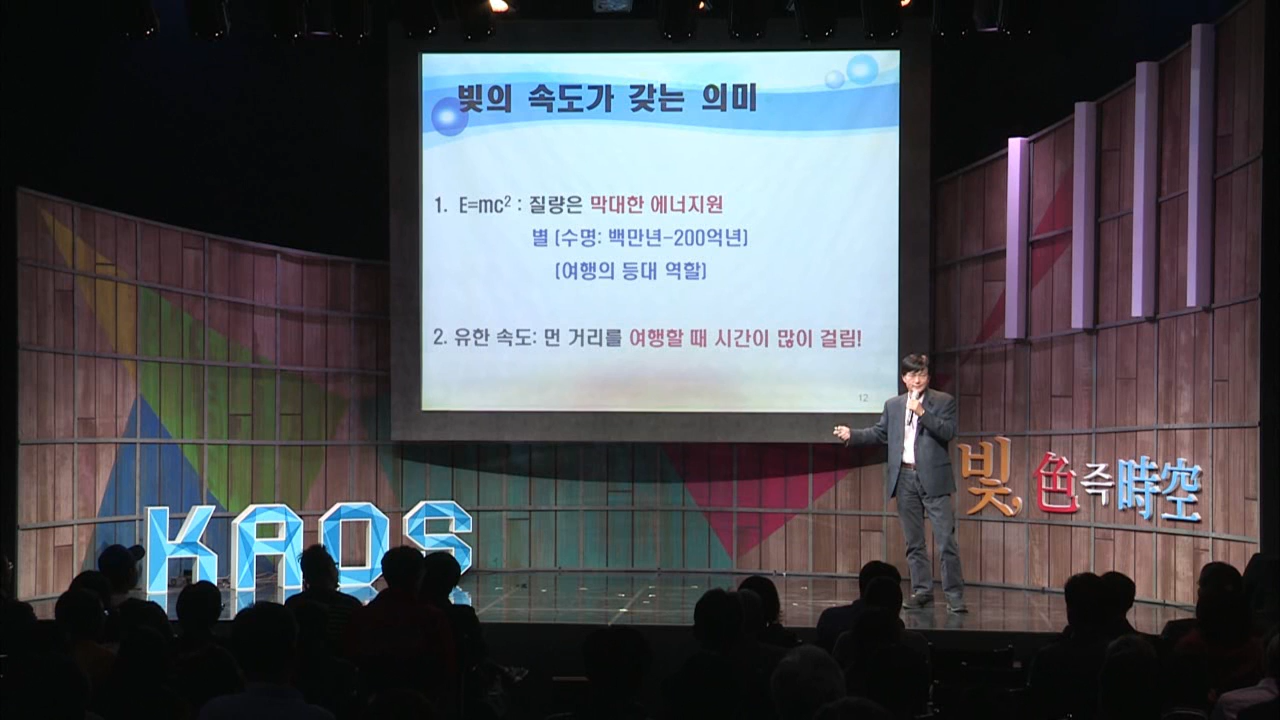 빛의 속도가 갖는 의미
1. E=mc² : 질량은 막대한 에너지원
별 (수명: 백만년-200억년)
(여행의 등대 역할)
2. 유한 속도: 먼 거리를 여행할 때 시간이 많이 걸림!
12
빛, 色즉時空
KAOS